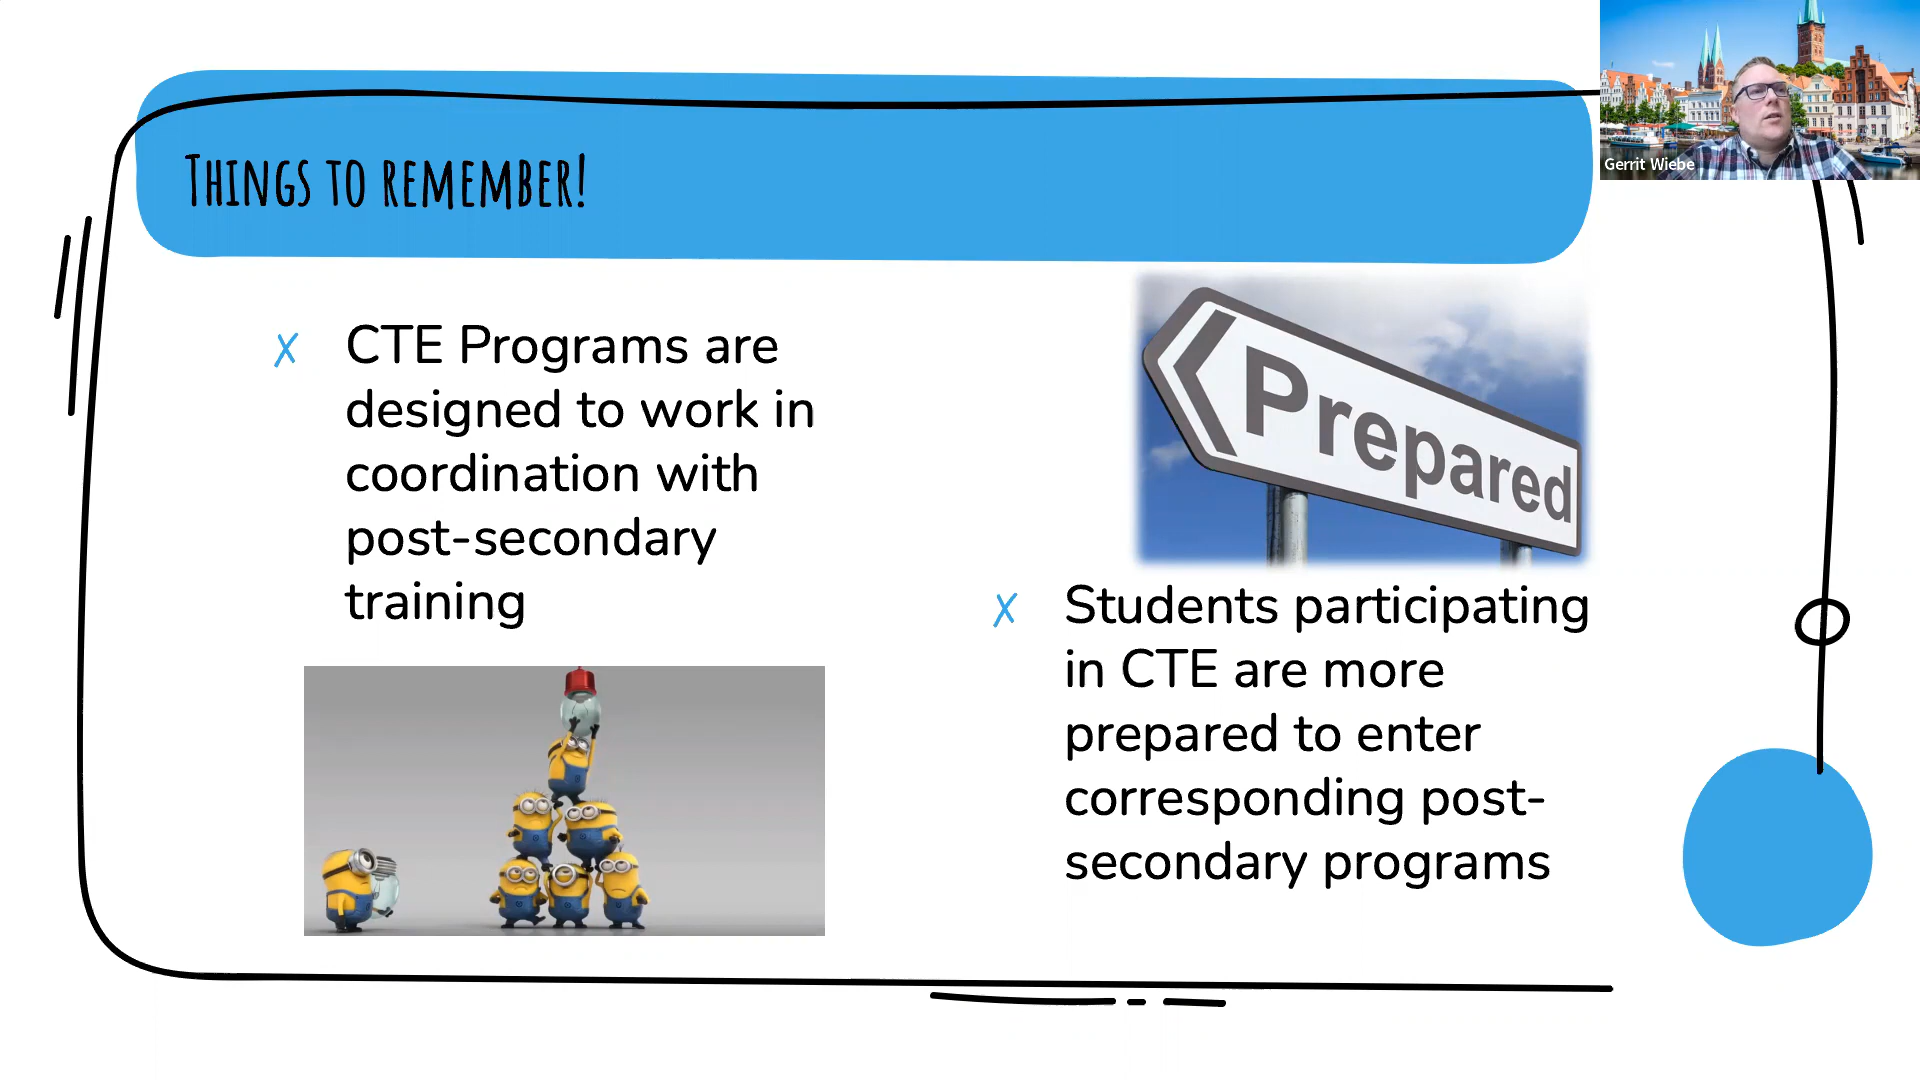 Things to remember!
Gerrit Wiebe
✗ CTE Programs are
designed to work in
coordination with
post-secondary
training
Prepared
✗ Students participating
in CTE are more
prepared to enter
corresponding post-
secondary programs